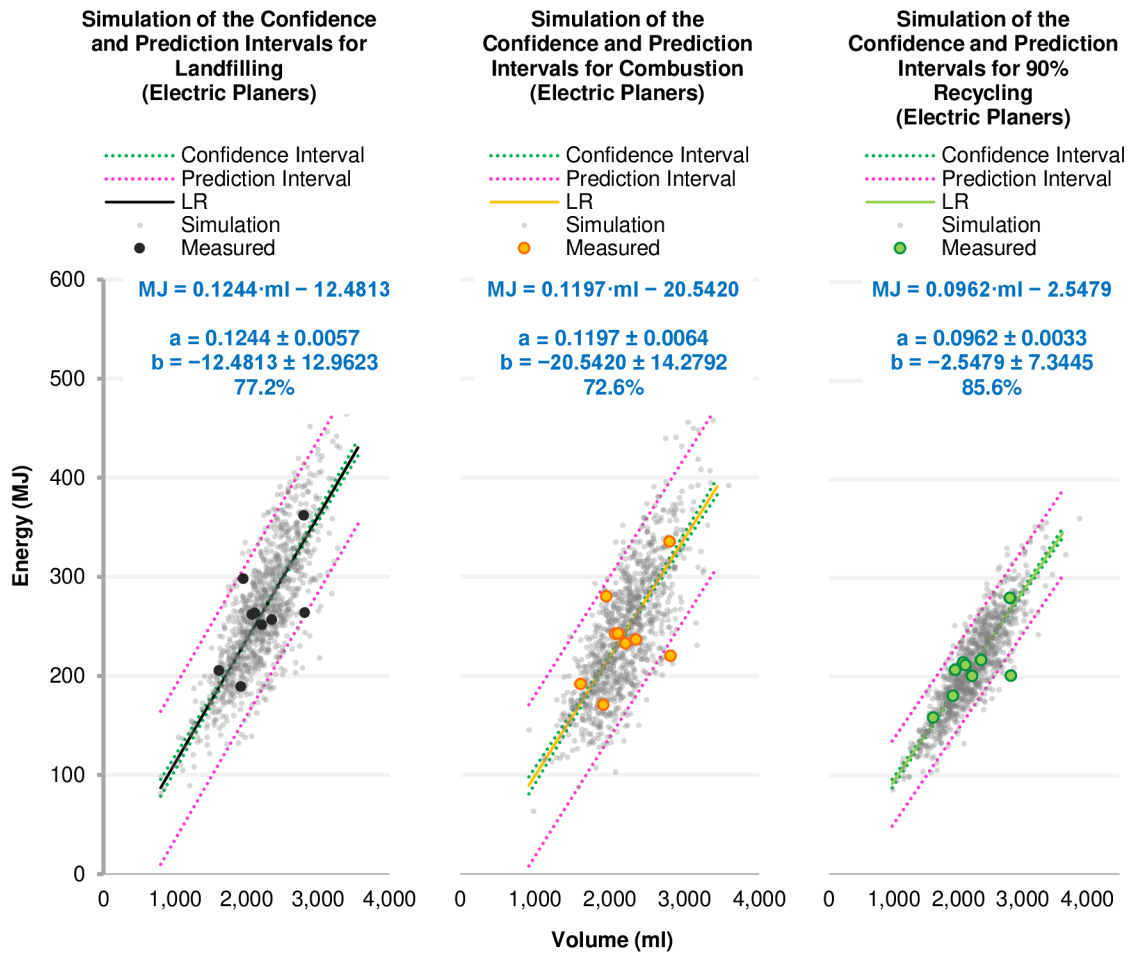 Simulation of the Confidence
and Prediction Intervals for
Landfilling
(Electric Planers)
Confidence Interval
Prediction Interval
LR
Simulation
Measured
MJ = 0.1244·ml − 12.4813
a = 0.1244 ± 0.0057
b = −12.4813 ± 12.9623
77.2%
Simulation of the
Confidence and Prediction
Intervals for Combustion
(Electric Planers)
Confidence Interval
Prediction Interval
LR
Simulation
Measured
MJ = 0.1197·ml − 20.5420
a = 0.1197 ± 0.0064
b = −20.5420 ± 14.2792
72.6%
Simulation of the
Confidence and Prediction
Intervals for 90%
Recycling
(Electric Planers)
Confidence Interval
Prediction Interval
LR
Simulation
Measured
MJ = 0.0962·ml − 2.5479
a = 0.0962 ± 0.0033
b = −2.5479 ± 7.3445
85.6%
Energy (MJ)
600
500
400
300
200
100
0
0 1,000 2,000 3,000 4,000
0 1,000 2,000 3,000 4,000
0 1,000 2,000 3,000 4,000
Volume (ml)